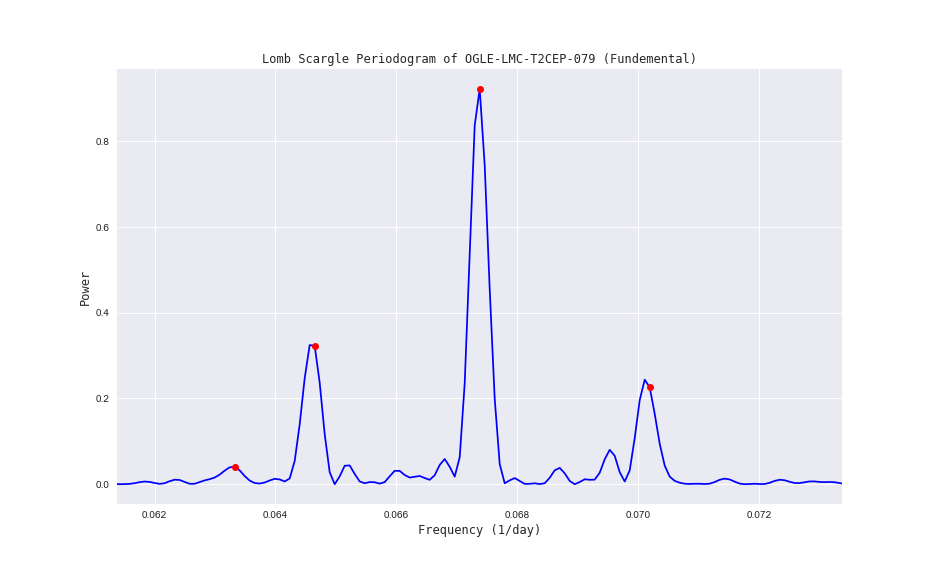 Lomb Scargle Periodogram of OGLE-LMC-T2CEP-079 (Fundemental)
0.8
0.6
0.4
0.2
0.0
Power
0.062 0.064 0.066 0.068 0.070 0.072
Frequency (1/day)